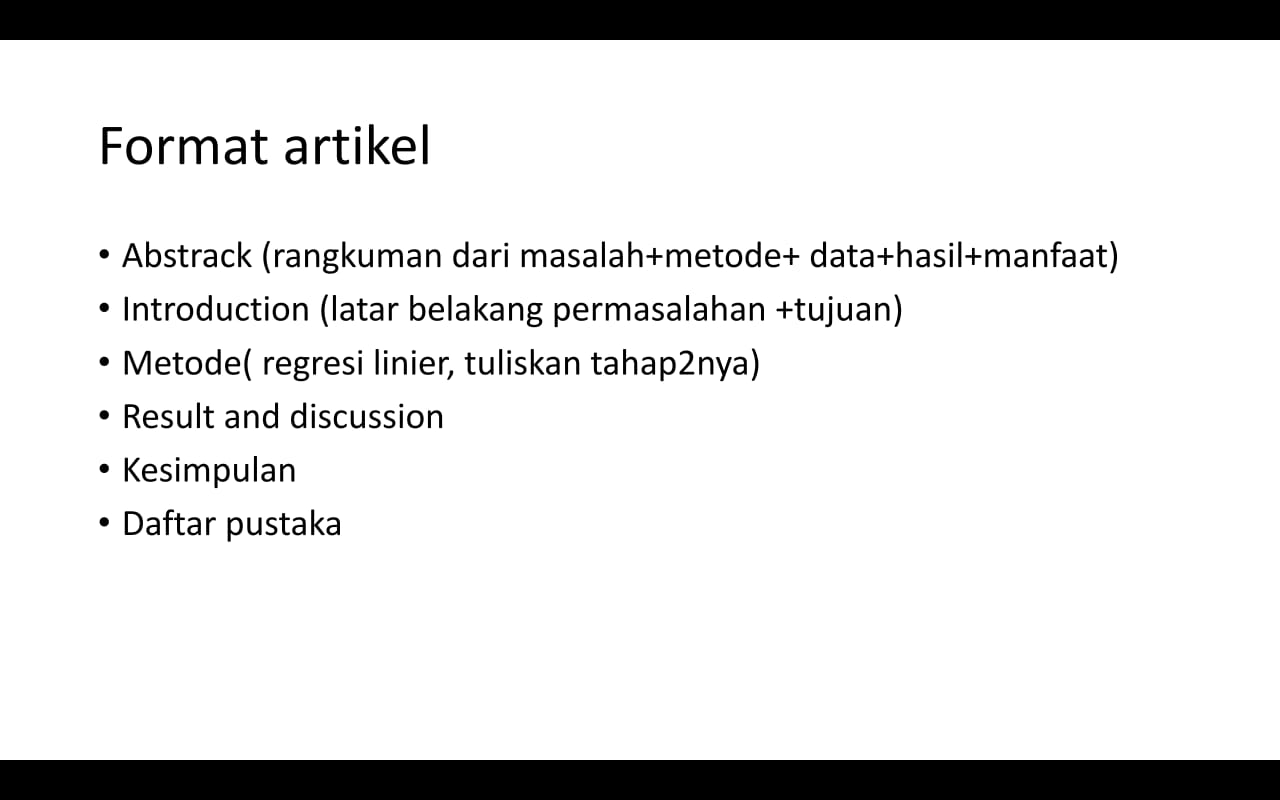 Format artikel
• Abstrack (rangkuman dari masalah+metode+ data+hasil+manfaat)
• Introduction (latar belakang permasalahan +tujuan)
• Metode( regresi linier, tuliskan tahap2nya)
• Result and discussion
• Kesimpulan
• Daftar pustaka